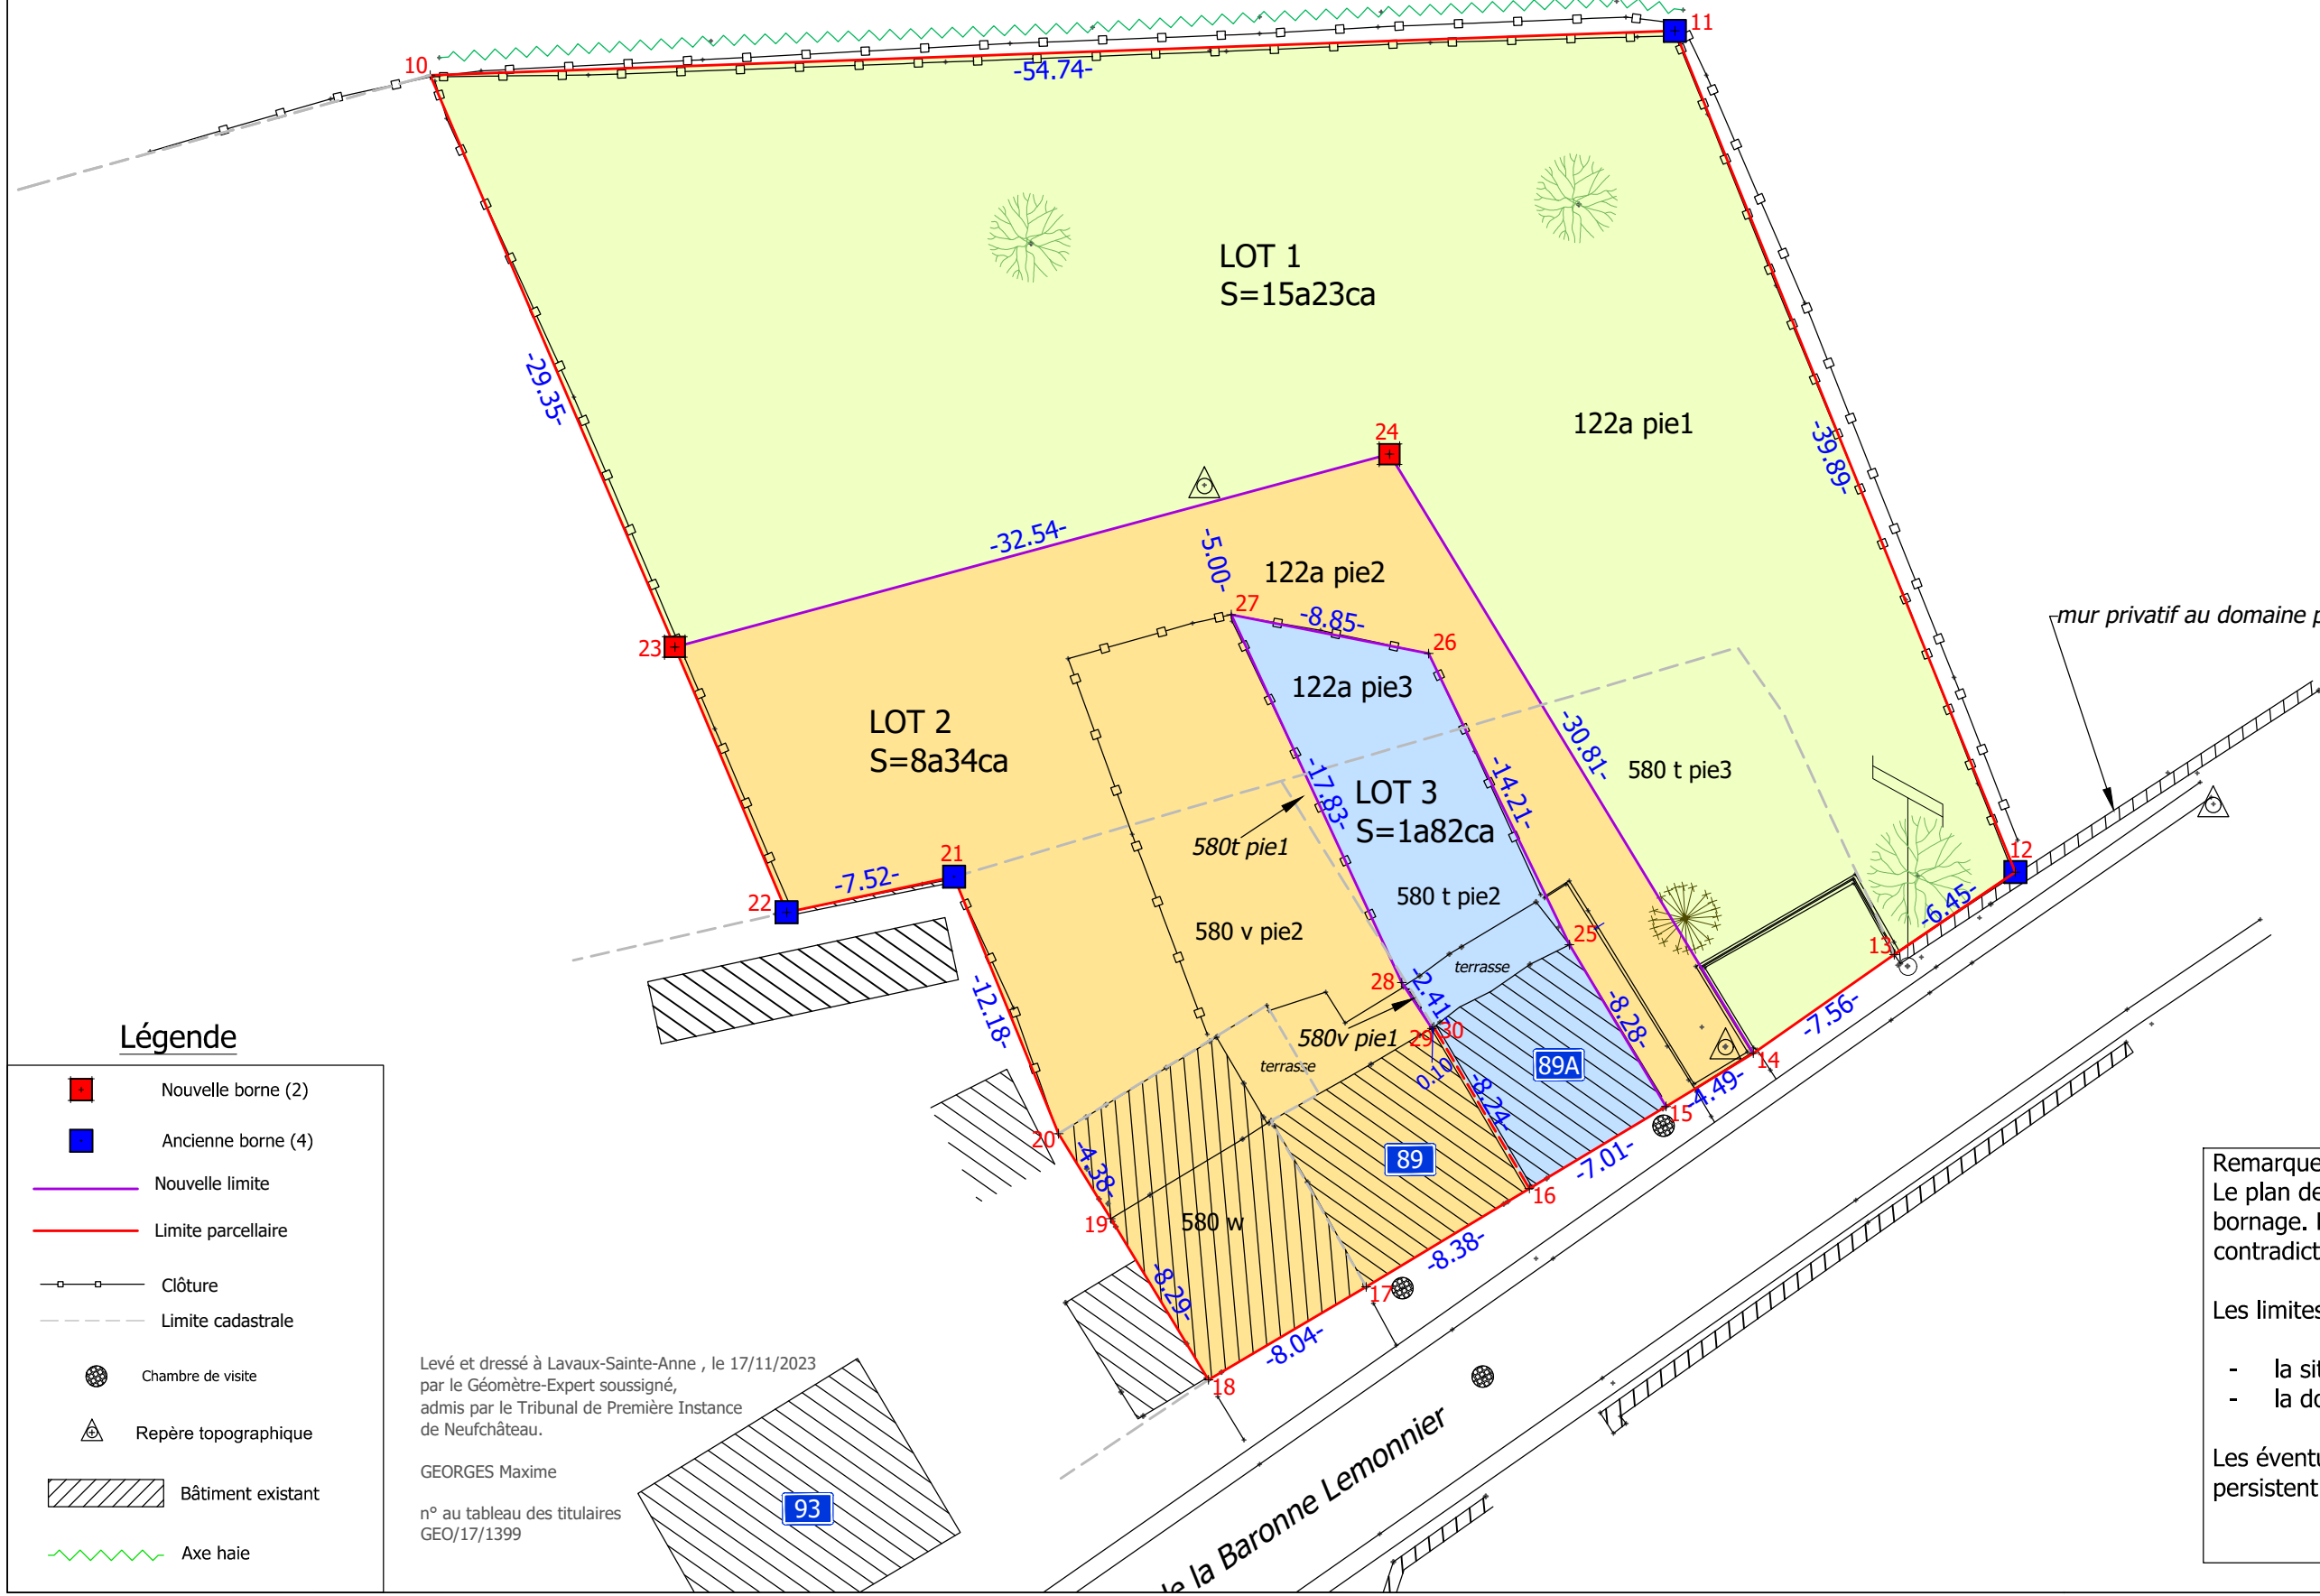 10
11
-54.74-
LOT 1
S=15a23ca
-29.35-
122a pie1
24
-39.89-
-32.54-
-5.00-
122a pie2
27
-8.85-
26
mur privatif au domaine
23
122a pie3
LOT 2
S=8a34ca
-30.81-
580 t pie3
-17.83-
LOT 3
S=1a82ca
-14.21-
580t pie1
12
21
-7.52-
22
580 t pie2
-6.45-
580 v pie2
25
13
terrasse
28
-2.41-
-12.18-
-8.28-
-7.56-
580v pie1
29
30
14
terrasse
0.10
89A
-4.49-
15
-8.24-
20
-4.38-
89
-7.01-
16
19
580 w
-8.38-
-8.29-
17
-8.04-
18
Légende
Nouvelle borne (2)
Ancienne borne (4)
Nouvelle limite
Limite parcellaire
Clôture
Limite cadastrale
Chambre de visite
Repère topographique
Bâtiment existant
Axe haie
Levé et dressé à Lavaux-Sainte-Anne , le 17/11/2023
par le Géomètre-Expert soussigné,
admis par le Tribunal de Première Instance
de Neufchâteau.
GEORGES Maxime
n° au tableau des titulaires
GEO/17/1399
93
de la Baronne Lemonnier
Remarque
Le plan de
bornage.
contradict
Les limites
- la sit
- la do
Les éventu
persistent